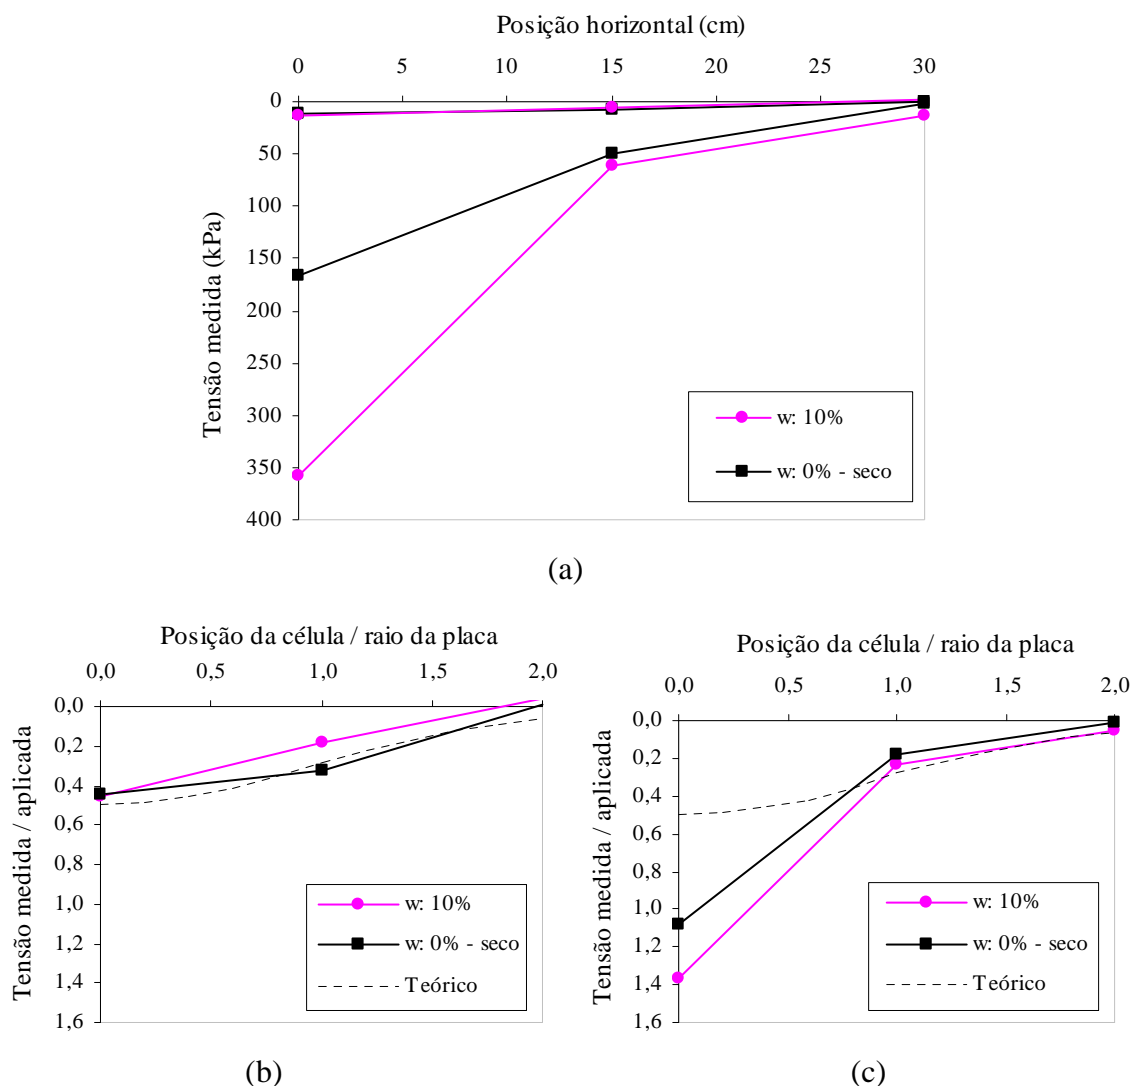 Posição horizontal (cm)
0 5 10 15 20 25 30
0
50
100
150
200
250
300
350
400
Tensão medida (kPa)
w: 10%
w: 0% - seco
(a)
Posição da célula / raio da placa
0,0 0,5 1,0 1,5 2,0
0,0
0,2
0,4
0,6
0,8
1,0
1,2
1,4
1,6
Tensão medida / aplicada
w: 10%
w: 0% - seco
Teórico
(b)
Posição da célula / raio da placa
0,0 0,5 1,0 1,5 2,0
0,0
0,2
0,4
0,6
0,8
1,0
1,2
1,4
1,6
Tensão medida / aplicada
w: 10%
w: 0% - seco
Teórico
(c)